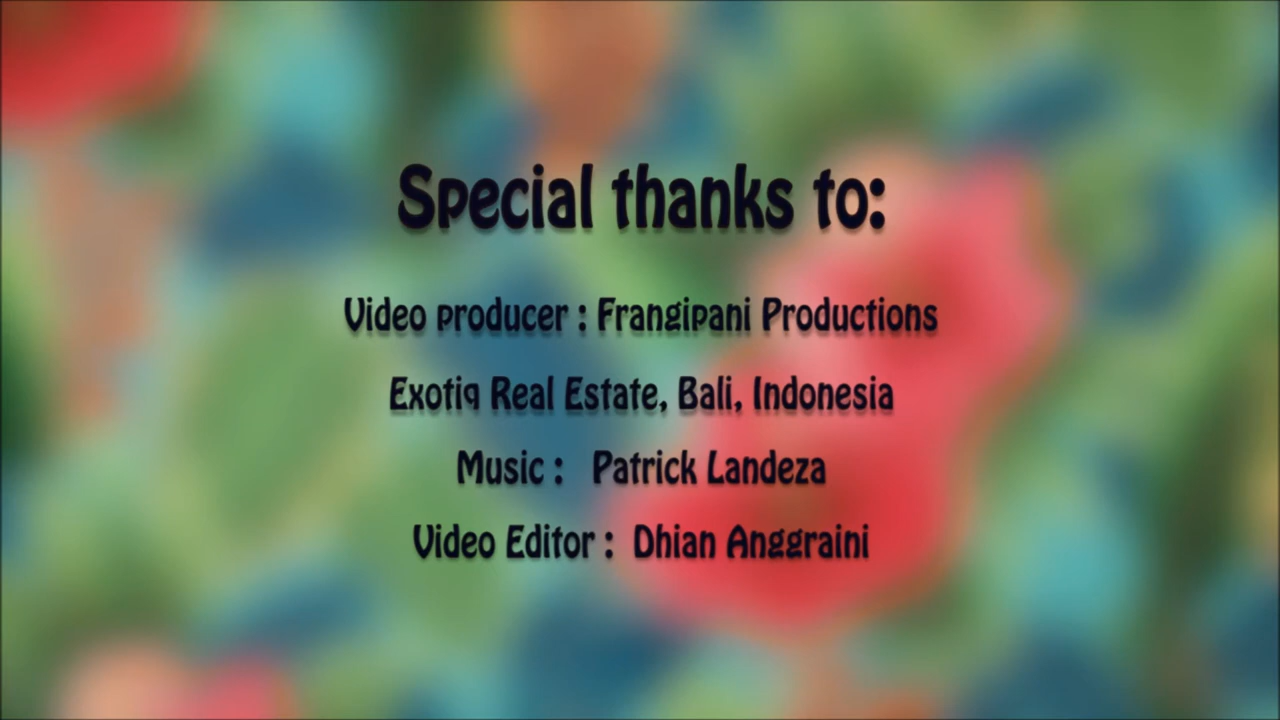 Special thanks to:
Video producer : Frangipani Productions
Exotiq Real Estate, Bali, Indonesia
Music : Patrick Landeza
Video Editor : Dhian Anggraini